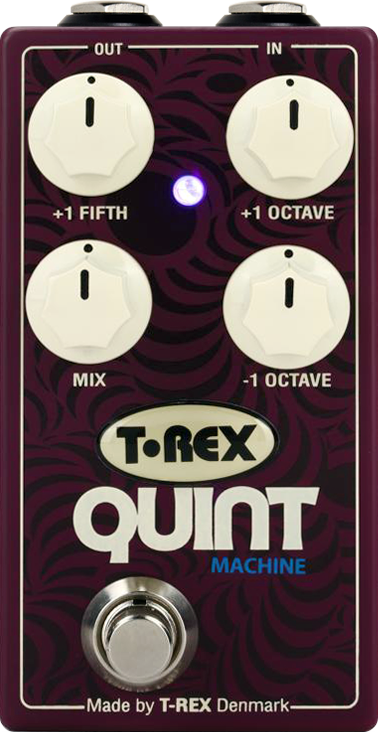 OUT IN
+1 FIFTH +1 OCTAVE
MIX -1 OCTAVE
T•REX
QUINT
MACHINE
Made by T-REX Denmark